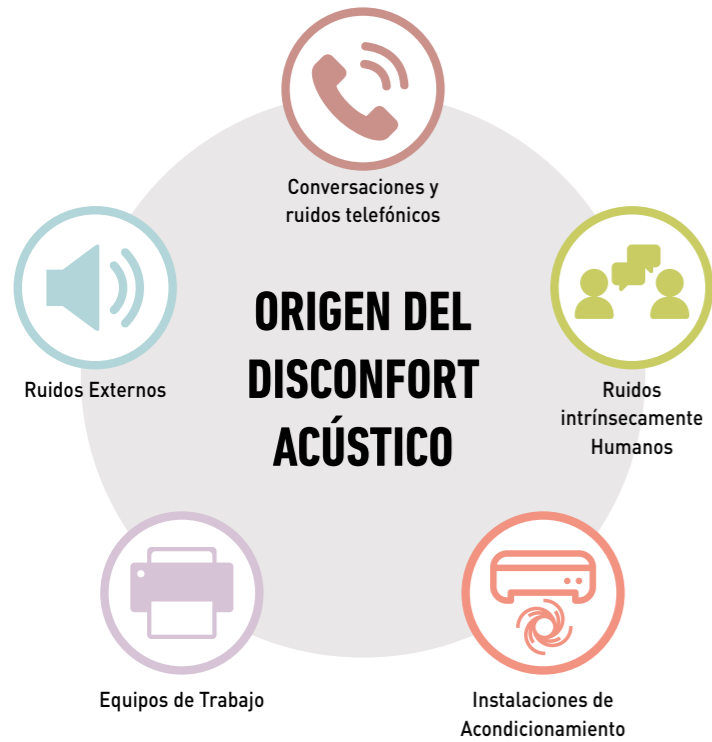 Conversaciones y
ruidos telefónicos
Ruidos Externos
ORIGEN DEL
DISCONFORT
ACÚSTICO
Ruidos
intrínsecamente
Humanos
Equipos de Trabajo
Instalaciones de
Acondicionamiento